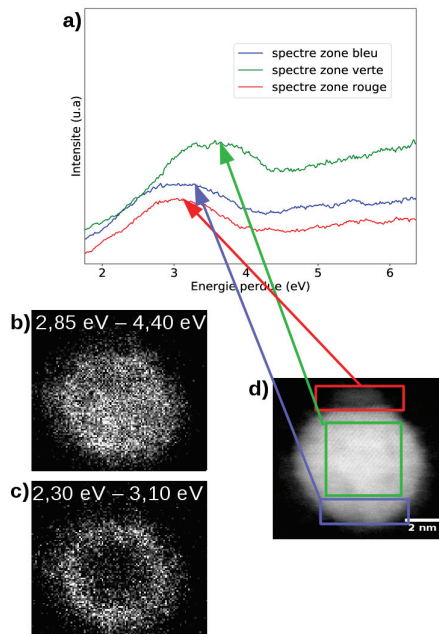 a)
Intensite (u.a)
spectre zone bleu
spectre zone verte
spectre zone rouge
2 3 4 5 6
Energie perdue (eV)
b)
2,85 eV – 4,40 eV
c)
2,30 eV – 3,10 eV
d)
2 nm